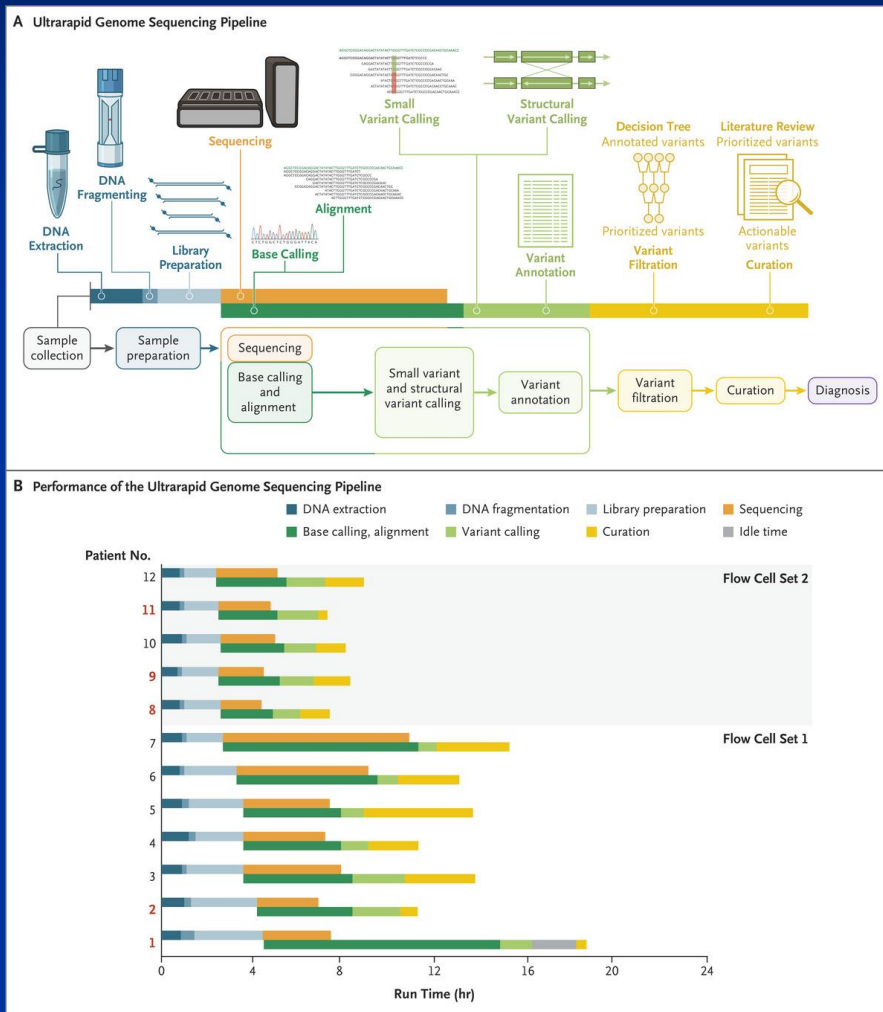 A Ultrarapid Genome Sequencing Pipeline
Small
Variant Calling
Structural
Variant Calling
Sequencing
Decision Tree
Annotated variants
Literature Review
Prioritized variants
DNA
Fragmenting
Alignment
DNA
Extraction
Library
Preparation
Base Calling
Variant
Annotation
Prioritized variants
Variant
Filtration
Actionable
variants
Curation
Sample
collection
Sample
preparation
Sequencing
Base calling
and
alignment
Small variant
and structural
variant calling
Variant
annotation
Variant
filtration
Curation
Diagnosis
B Performance of the Ultrarapid Genome Sequencing Pipeline
DNA extraction
DNA fragmentation
Library preparation
Sequencing
Base calling, alignment
Variant calling
Curation
Idle time
Patient No.
12
Flow Cell Set 2
11
10
9
8
7
Flow Cell Set 1
6
5
4
3
2
1
0 4 8 12 16 20 24
Run Time (hr)